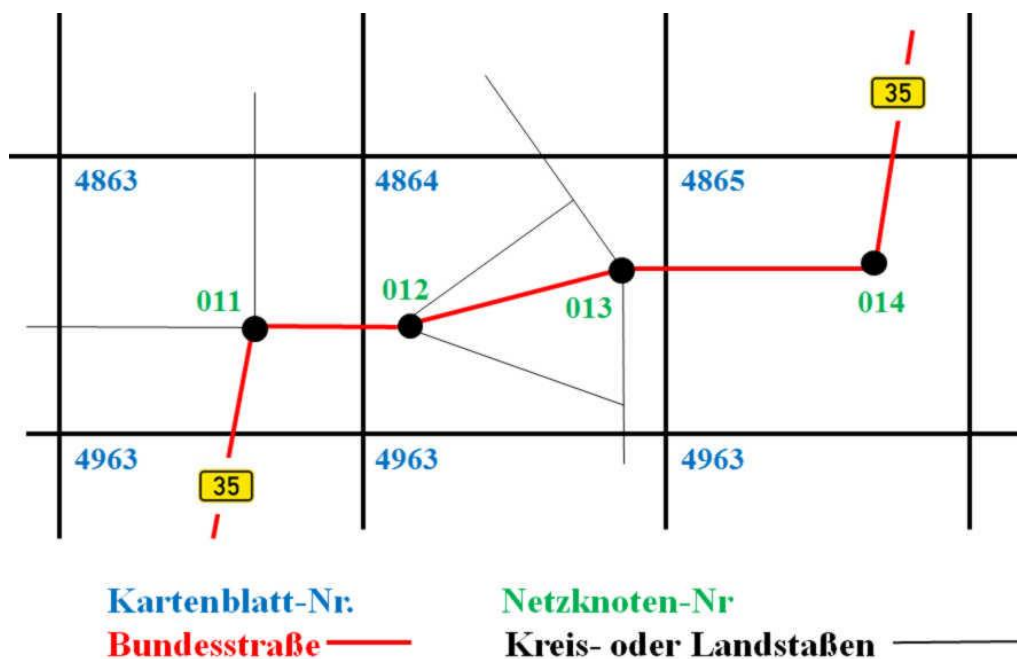 35
4863 4864 4865
012
011 013 014
4963 4963 4963
35
Kartenblatt-Nr. Netzknoten-Nr
Bundesstraße Kreis- oder Landstaßen